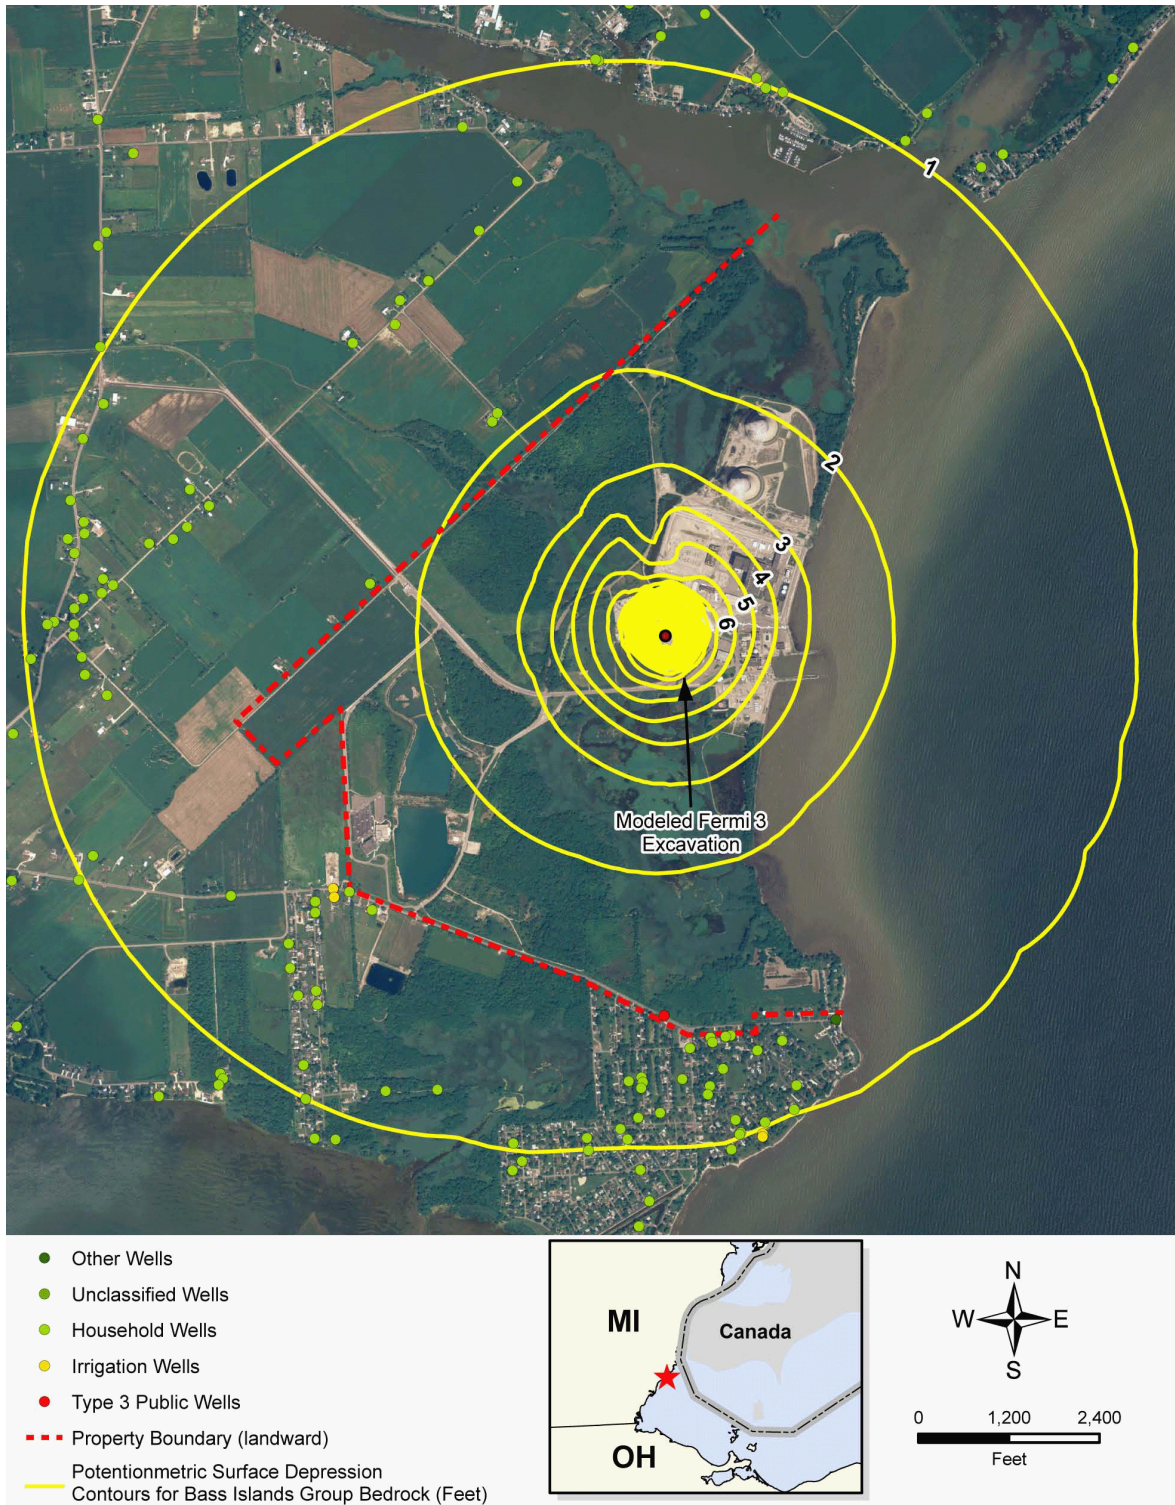 1
2
3
4
5
6
Modeled Fermi 3
Excavation
Other Wells
Unclassified Wells
Household Wells
Irrigation Wells
Type 3 Public Wells
Property Boundary (landward)
Potentionmetric Surface Depression
Contours for Bass Islands Group Bedrock (Feet)
MI
Canada
OH
N
W
E
S
0
1,200
2,400
Feet